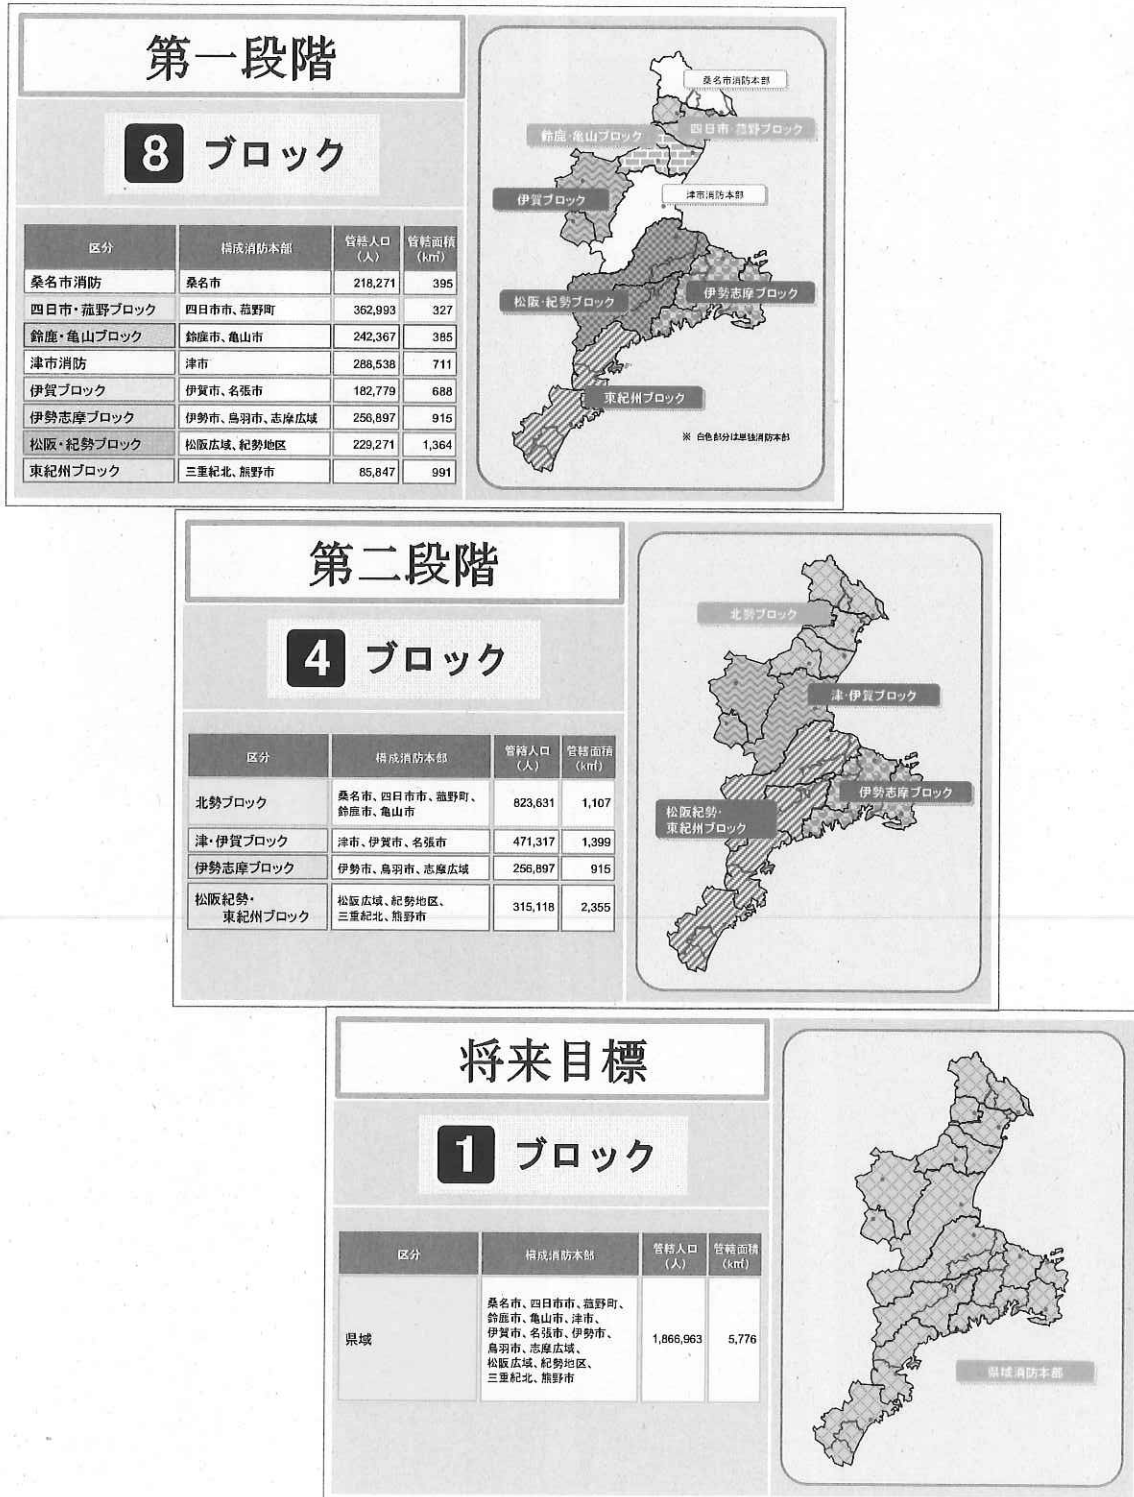 第一段階
8 ブロック
区分 構成消防本部 管轄人口（人） 管轄面積（k㎡）
桑名市消防 桑名市 218,271 395
四日市・菰野ブロック 四日市市、菰野町 362,993 327
鈴鹿・亀山ブロック 鈴鹿市、亀山市 242,367 385
津市消防 津市 288,538 711
伊賀ブロック 伊賀市、名張市 182,779 688
伊勢志摩ブロック 伊勢市、鳥羽市、志摩広域 256,897 915
松阪・紀勢ブロック 松阪広域、紀勢地区 229,271 1,364
東紀州ブロック 三重紀北、熊野市 85,847 991
桑名市消防本部
四日市・菰野ブロック
鈴鹿・亀山ブロック
伊賀ブロック
津市消防本部
松阪・紀勢ブロック
伊勢志摩ブロック
東紀州ブロック
※ 白色部分は単独消防本部
第二段階
4 ブロック
区分 構成消防本部 管轄人口（人） 管轄面積（k㎡）
北勢ブロック 桑名市、四日市市、菰野町、
鈴鹿市、亀山市 823,631 1,107
津・伊賀ブロック 津市、伊賀市、名張市 471,317 1,399
伊勢志摩ブロック 伊勢市、鳥羽市、志摩広域 256,897 915
松阪紀勢・
東紀州ブロック 松阪広域、紀勢地区、
三重紀北、熊野市 315,118 2,355
北勢ブロック
津・伊賀ブロック
伊勢志摩ブロック
松阪紀勢・
東紀州ブロック
将来目標
1 ブロック
区分 構成消防本部 管轄人口（人） 管轄面積（k㎡）
県域 桑名市、四日市市、菰野町、
鈴鹿市、亀山市、津市、
伊賀市、名張市、伊勢市、
鳥羽市、志摩広域、
松阪広域、紀勢地区、
三重紀北、熊野市 1,866,963 5,776
県域消防本部